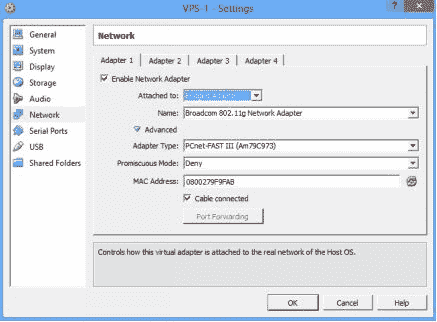 VPS-1 - Settings
?
General
System
Display
Storage
Audio
Network
Serial Ports
USB
Shared Folders
Network
Adapter 1 Adapter 2 Adapter 3 Adapter 4
Enable Network Adapter
Attached to:
Name: Broadcom 802.11g Network Adapter
Advanced
Adapter Type: PCnet-FAST III (Am79C973)
Promiscuous Mode: Deny
MAC Address: 0800279F9FAB
Cable connected
Port Forwarding
Controls how this virtual adapter is attached to the real network of the Host OS.
OK Cancel Help